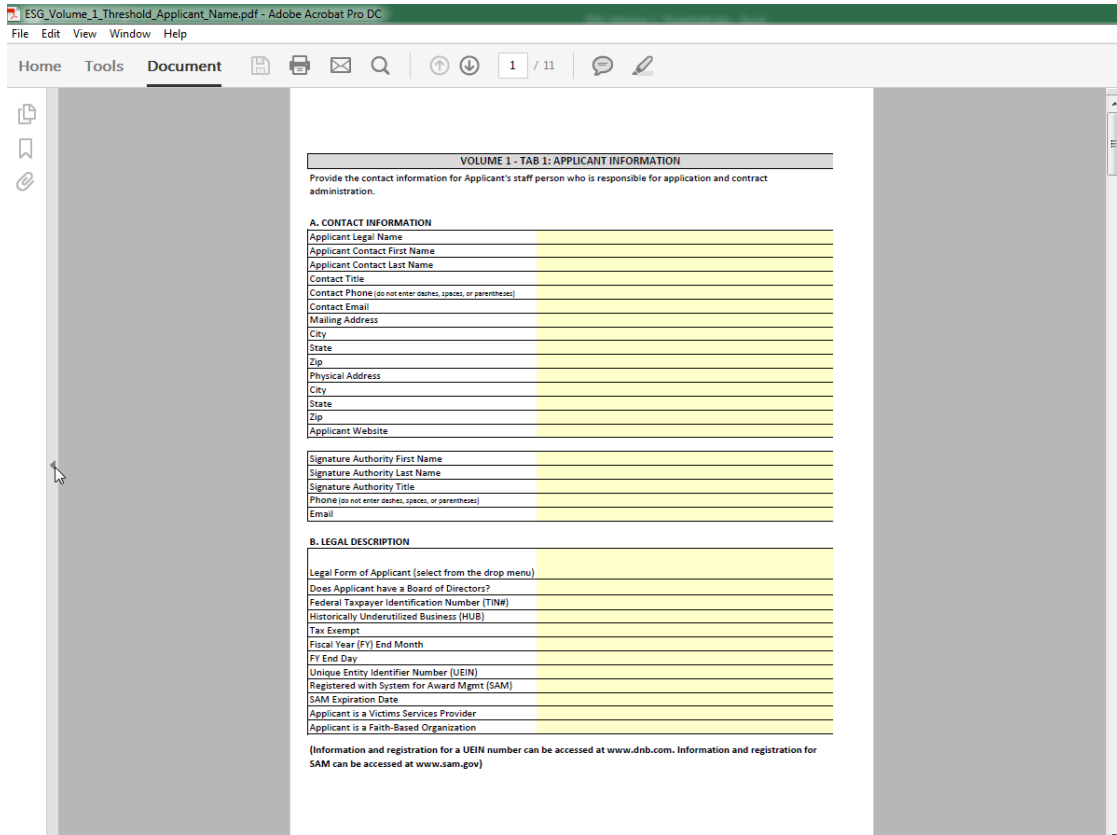 ESG_Volume_1_Threshold_Applicant_Name.pdf - Adobe Acrobat Pro DC
File Edit View Window Help
Home Tools Document 1 / 11
VOLUME 1 - TAB 1: APPLICANT INFORMATION
Provide the contact information for Applicant's staff person who is responsible for application and contract
administration.
A. CONTACT INFORMATION
Applicant Legal Name
Applicant Contact First Name
Applicant Contact Last Name
Contact Title
Contact Phone (do not enter dashes, spaces, or parentheses)
Contact Email
Mailing Address
City
State
Zip
Physical Address
City
State
Zip
Applicant Website
Signature Authority First Name
Signature Authority Last Name
Signature Authority Title
Phone (do not enter dashes, spaces, or parentheses)
Email
B. LEGAL DESCRIPTION
Legal Form of Applicant (select from the drop menu)
Does Applicant have a Board of Directors?
Federal Taxpayer Identification Number (TIN#)
Historically Underutilized Business (HUB)
Tax Exempt
Fiscal Year (FY) End Month
FY End Day
Unique Entity Identifier Number (UEIN)
Registered with System for Award Mgmt (SAM)
SAM Expiration Date
Applicant is a Victims Services Provider
Applicant is a Faith-Based Organization
(Information and registration for a UEIN number can be accessed at www.dnb.com. Information and registration for
SAM can be accessed at www.sam.gov)